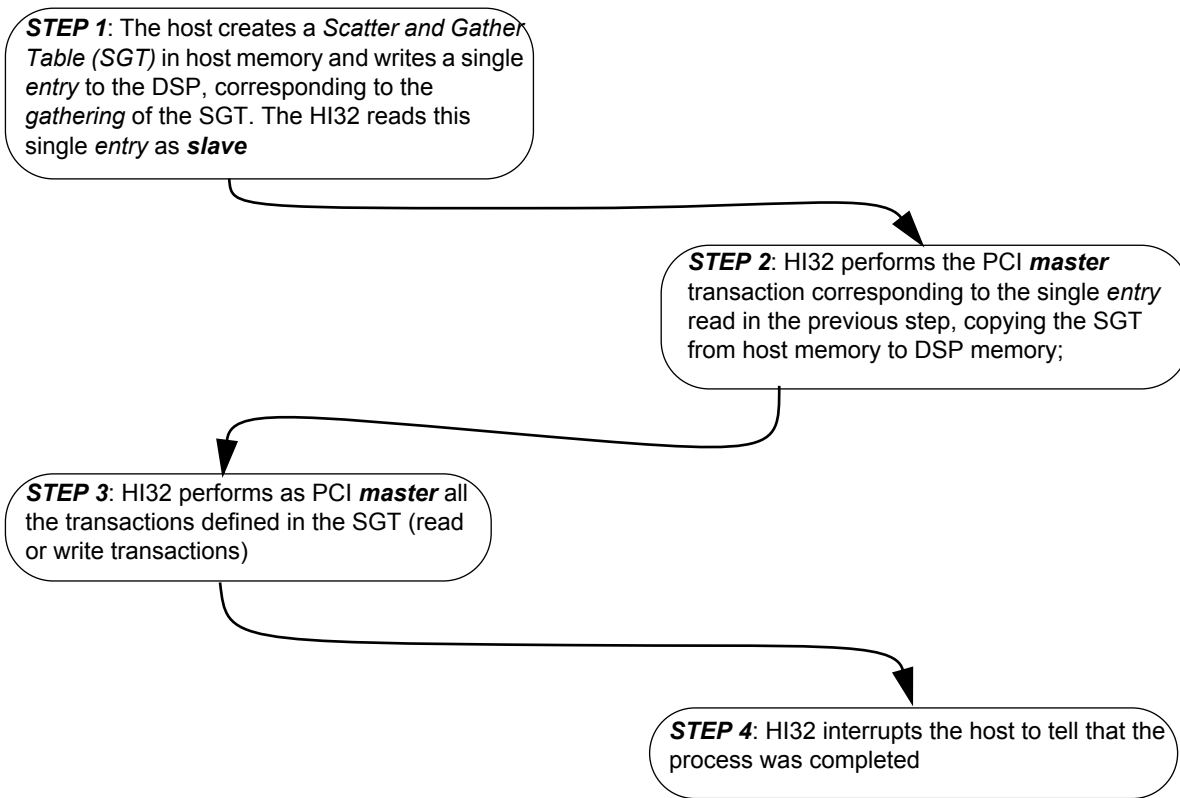 STEP 1: The host creates a Scatter and Gather
Table (SGT) in host memory and writes a single
entry to the DSP, corresponding to the
gathering of the SGT. The HI32 reads this
single entry as slave
STEP 2: HI32 performs the PCI master
transaction corresponding to the single entry
read in the previous step, copying the SGT
from host memory to DSP memory;
STEP 3: HI32 performs as PCI master all
the transactions defined in the SGT (read
or write transactions)
STEP 4: HI32 interrupts the host to tell that the
process was completed